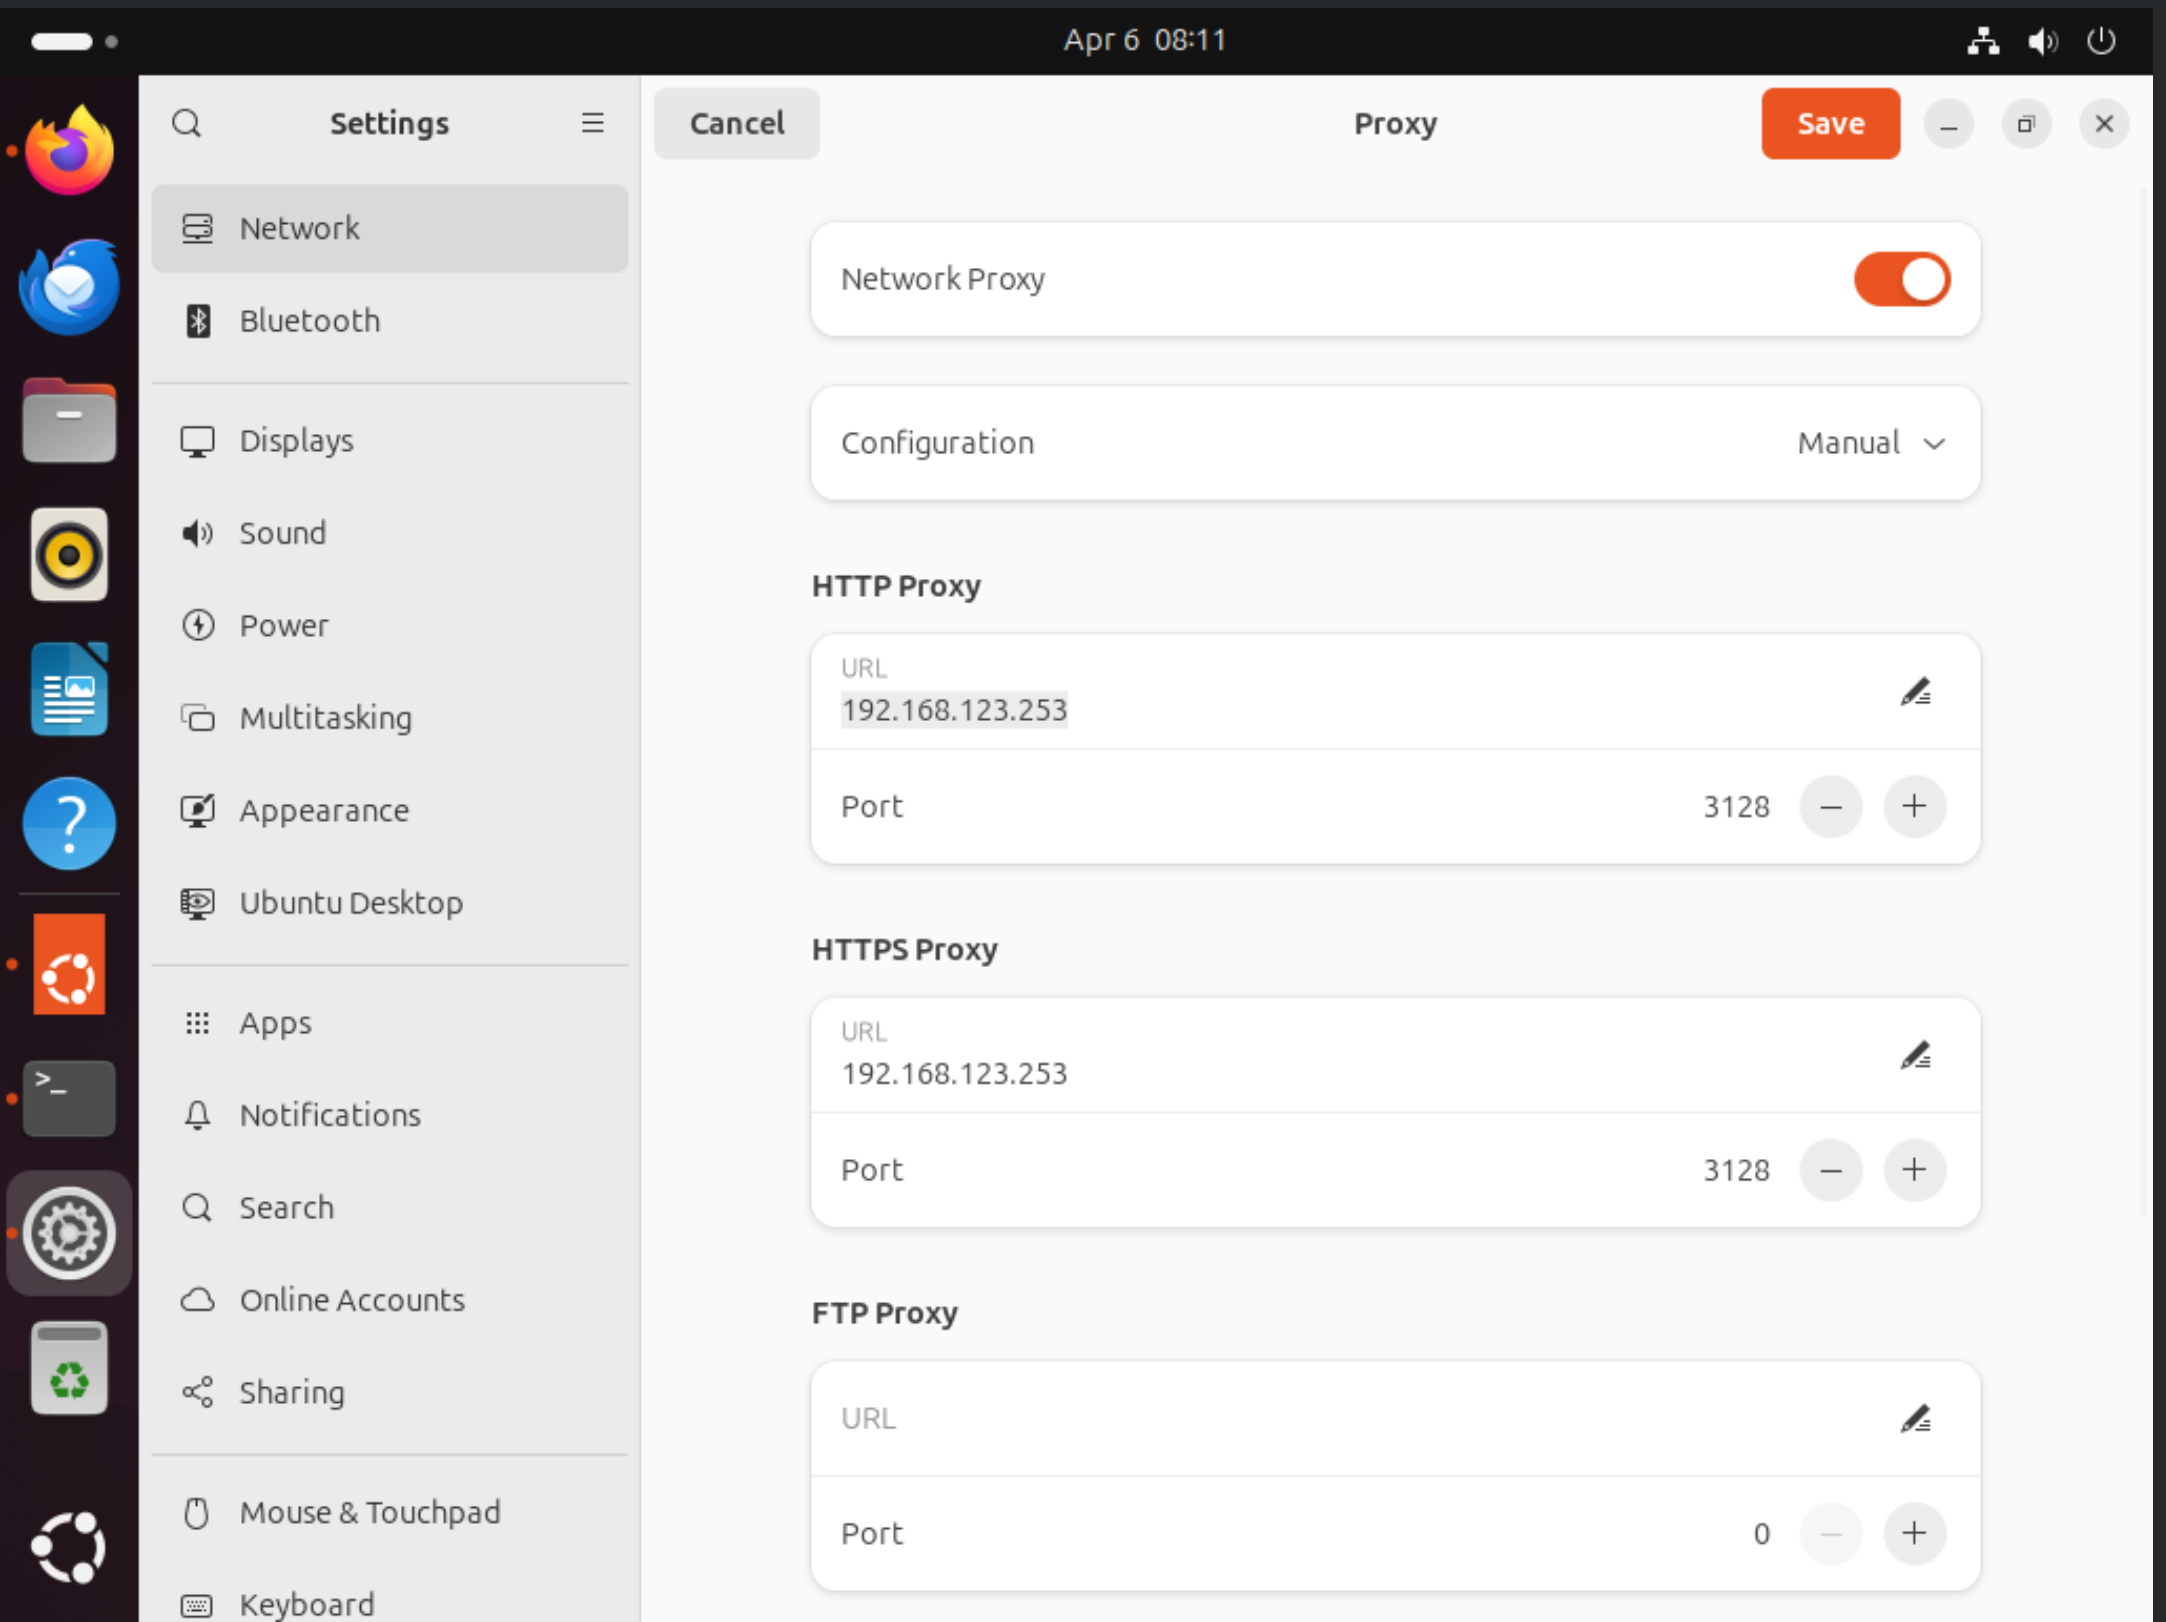 Apr 6 08:11
Settings
Cancel
Proxy
Save
Network
Bluetooth
Displays
Sound
Power
Multitasking
Appearance
Ubuntu Desktop
Apps
Notifications
Search
Online Accounts
Sharing
Mouse & Touchpad
Keyboard
Network Proxy
Configuration
Manual
HTTP Proxy
URL
192.168.123.253
Port
3128
HTTPS Proxy
URL
192.168.123.253
Port
3128
FTP Proxy
URL
Port
0